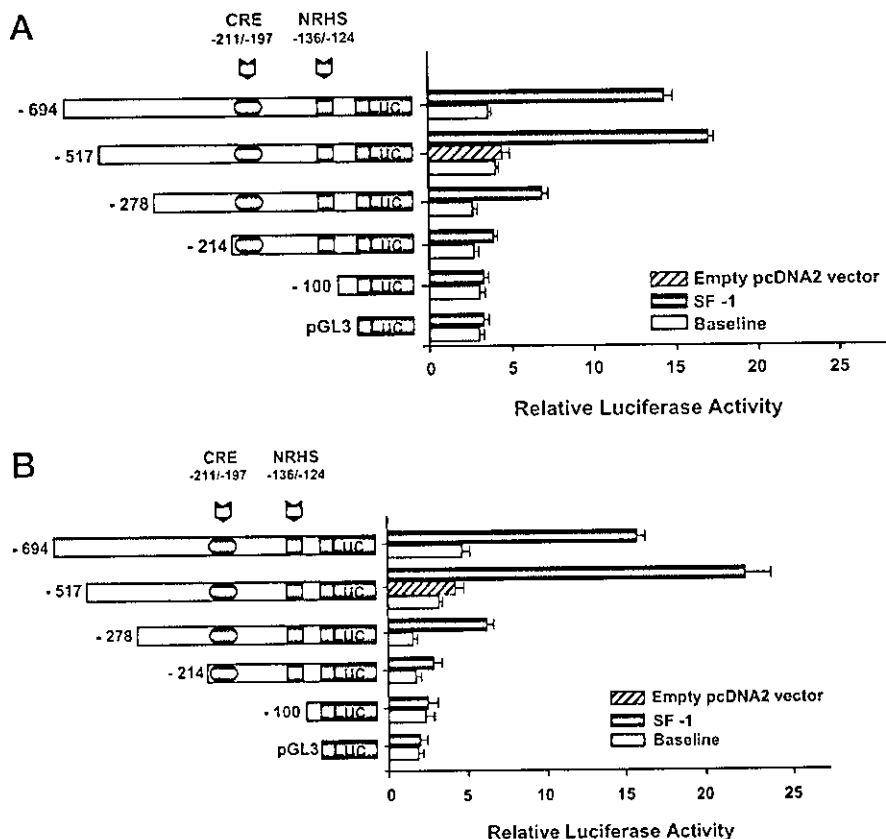 A
CRE NRHS
-211/-197 -136/-124
- 694 LUC
- 517 LUC
- 278 LUC
- 214 LUC
- 100 LUC
pGL3 LUC
Empty pcDNA2 vector
SF -1
Baseline
0 5 10 15 20 25
Relative Luciferase Activity
B
CRE NRHS
-211/-197 -136/-124
- 694 LUC
- 517 LUC
- 278 LUC
- 214 LUC
- 100 LUC
pGL3 LUC
Empty pcDNA2 vector
SF -1
Baseline
0 5 10 15 20 25
Relative Luciferase Activity